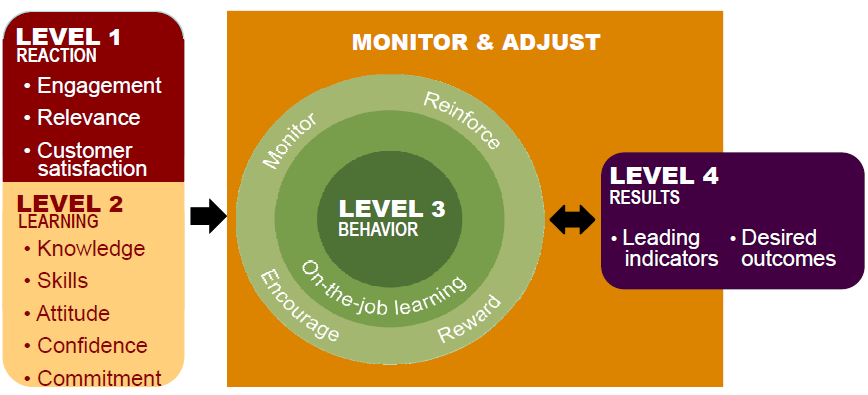 LEVEL 1
REACTION
• Engagement
• Relevance
• Customer
satisfaction
LEVEL 2
LEARNING
• Knowledge
• Skills
• Attitude
• Confidence
• Commitment
MONITOR & ADJUST
Monitor
Reinforce
LEVEL 3
BEHAVIOR
On-the-job learning
Encourage
Reward
LEVEL 4
RESULTS
• Leading
indicators
• Desired
outcomes